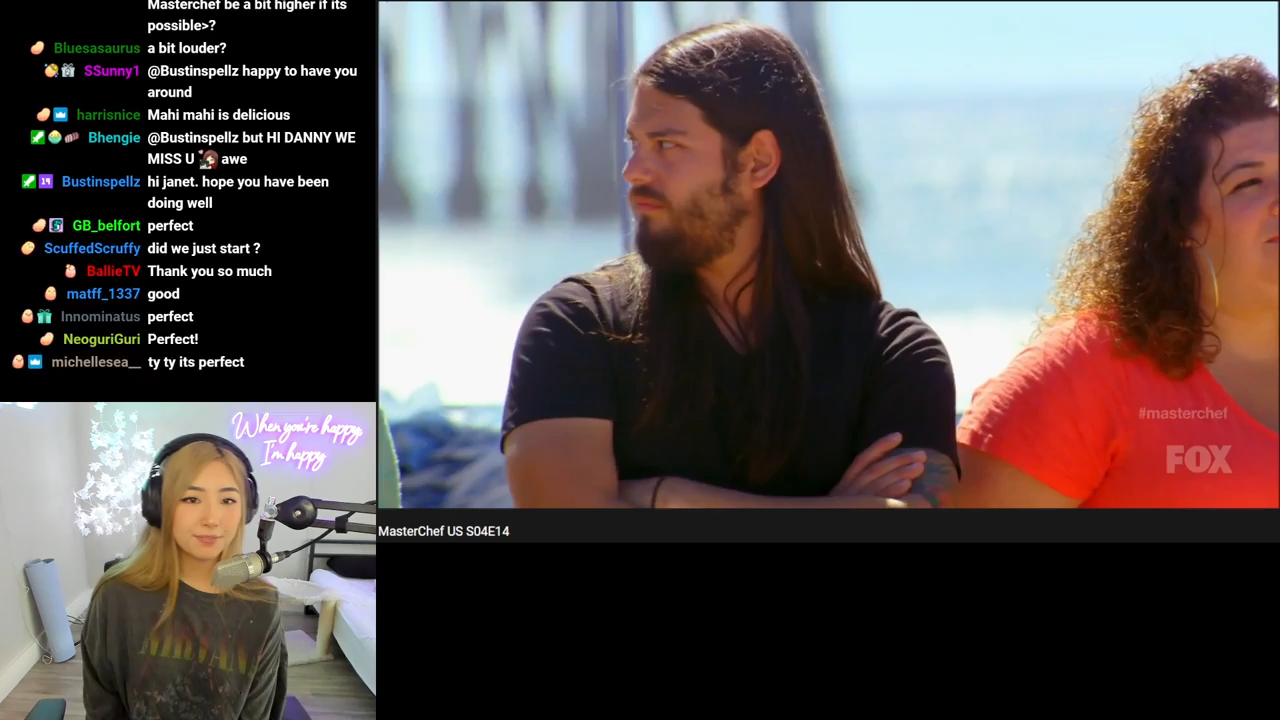 Masterchef be a bit higher if its
possible>?
Bluesasaurus a bit louder?
SSunny1 @Bustinspellz happy to have you
around
harrisnice Mahi mahi is delicious
Bhengie @Bustinspellz but HI DANNY WE
MISS U awe
Bustinspellz hi janet. hope you have been
doing well
GB_belfort perfect
ScuffedScruffy did we just start ?
BallieTV Thank you so much
matff_1337 good
Innominatus perfect
NeoguriGuri Perfect!
michellesea__ ty ty its perfect
#masterchef
FOX
MasterChef US S04E14
When you're happy,
I'm happy
NIRVANA